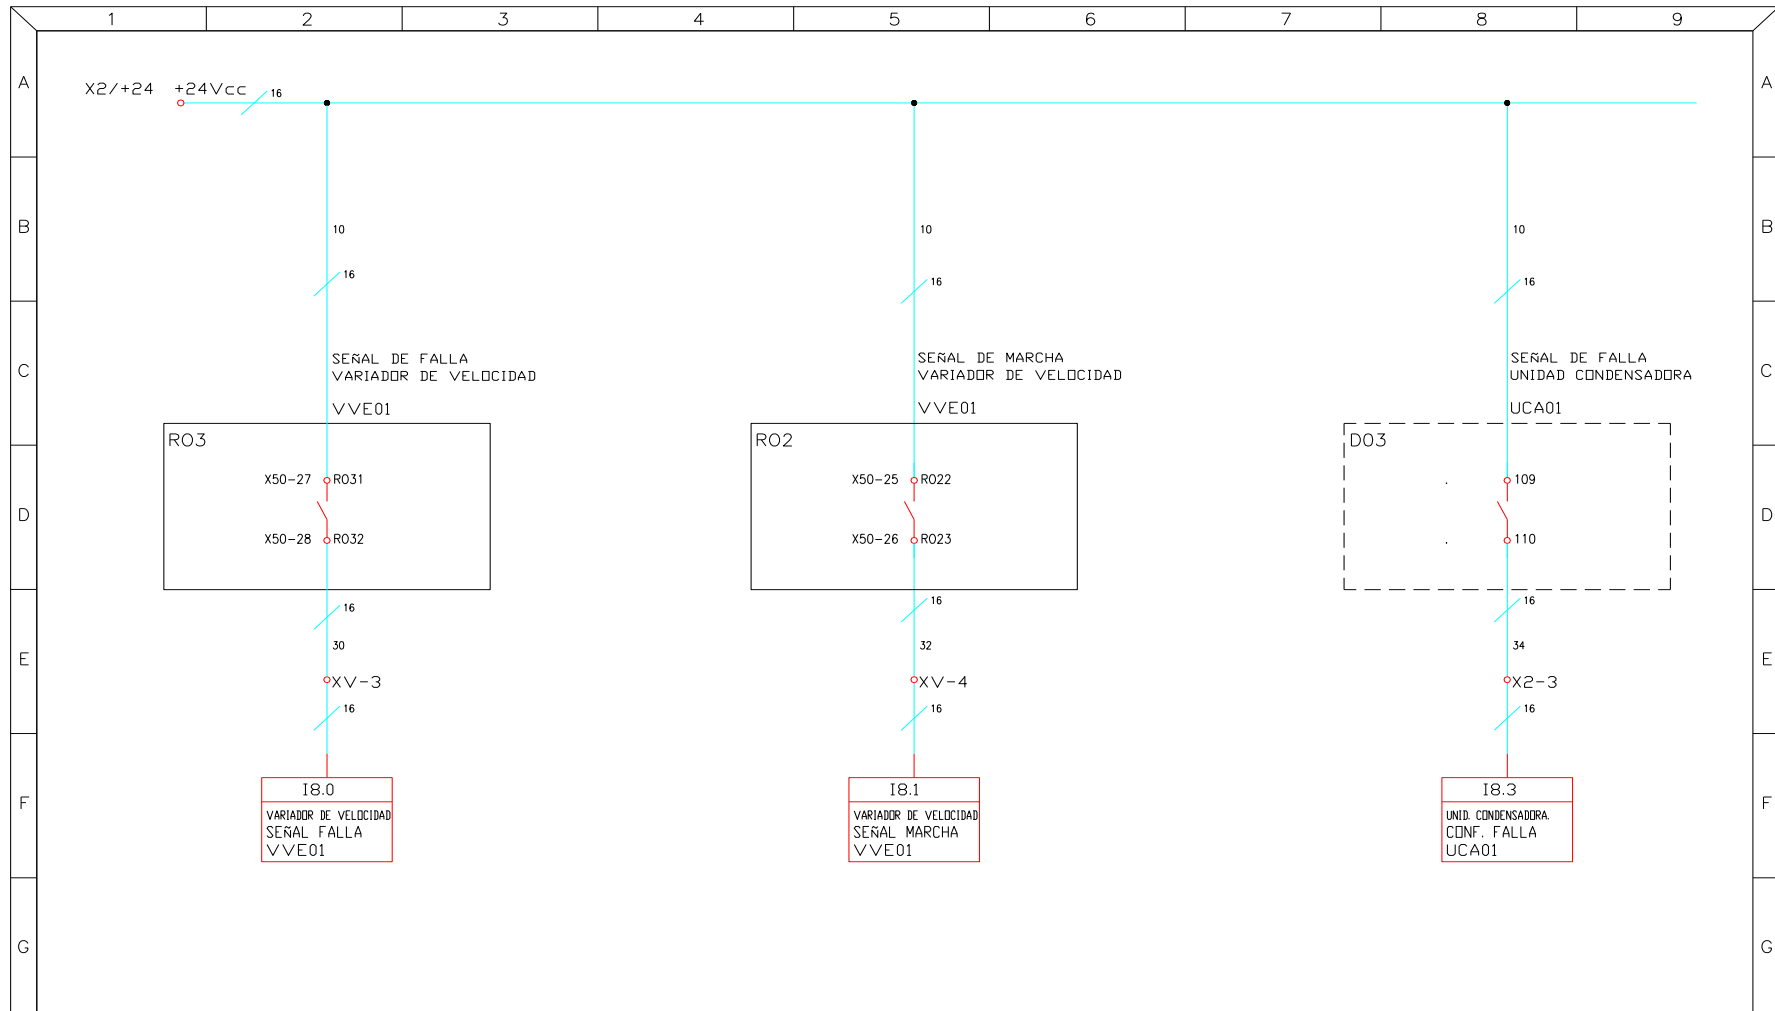 1 2 3 4 5 6 7 8 9
A A
X2/+24 +24Vcc 16
B 10 10 10 B
16 16 16
C C
SEÑAL DE FALLA
VARIADOR DE VELOCIDAD
VVE01
SEÑAL DE MARCHA
VARIADOR DE VELOCIDAD
VVE01
SEÑAL DE FALLA
UNIDAD CONDENSADORA
UCA01
RO3
X50-27 RO31
X50-28 RO32
RO2
X50-25 RO22
X50-26 RO23
DO3
. 109
. 110
D D
16 16 16
30 32 34
E E
XV-3 XV-4 X2-3
16 16 16
I8.0
VARIADOR DE VELOCIDAD
SEÑAL FALLA
VVE01
I8.1
VARIADOR DE VELOCIDAD
SEÑAL MARCHA
VVE01
I8.3
UNID. CONDENSADORA.
CONF. FALLA
UCA01
F F
G G